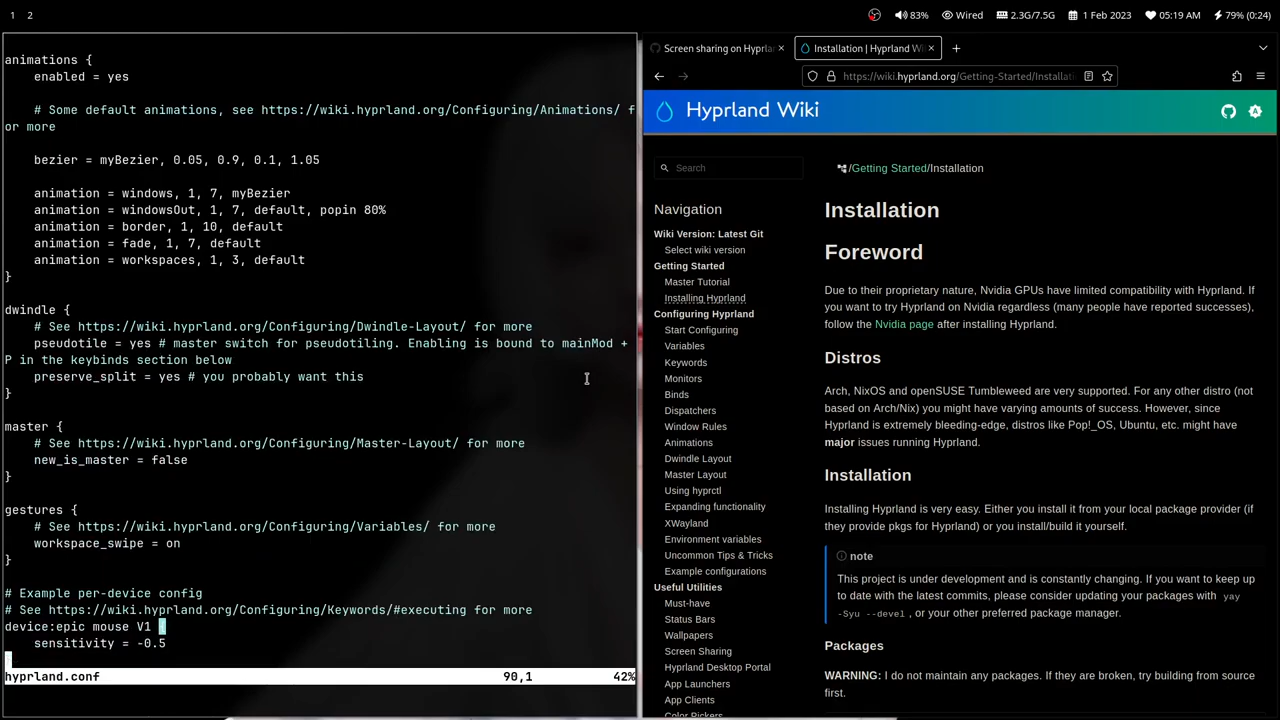 1 2 83% Wired 2.3G/7.5G 1 Feb 2023 05:19 AM 79% (0:24)
animations {
enabled = yes
# Some default animations, see https://wiki.hyprland.org/Configuring/Animations/ f
or more
bezier = myBezier, 0.05, 0.9, 0.1, 1.05
animation = windows, 1, 7, myBezier
animation = windowsOut, 1, 7, default, popin 80%
animation = border, 1, 10, default
animation = fade, 1, 7, default
animation = workspaces, 1, 3, default
}
dwindle {
# See https://wiki.hyprland.org/Configuring/Dwindle-Layout/ for more
pseudotile = yes # master switch for pseudotiling. Enabling is bound to mainMod +
P in the keybinds section below
preserve_split = yes # you probably want this
}
master {
# See https://wiki.hyprland.org/Configuring/Master-Layout/ for more
new_is_master = false
}
gestures {
# See https://wiki.hyprland.org/Configuring/Variables/ for more
workspace_swipe = on
}
# Example per-device config
# See https://wiki.hyprland.org/Configuring/Keywords/#executing for more
device:epic mouse V1 {
sensitivity = -0.5
}
hyprland.conf 90,1 42%
Screen sharing on Hyprla
Installation | Hyprland Wi
https://wiki.hyprland.org/Getting-Started/Installati
Hyprland Wiki
Search
Navigation
Wiki Version: Latest Git
Select wiki version
Getting Started
Master Tutorial
Installing Hyprland
Configuring Hyprland
Start Configuring
Variables
Keywords
Monitors
Binds
Dispatchers
Window Rules
Animations
Dwindle Layout
Master Layout
Using hyprctl
Expanding functionality
XWayland
Environment variables
Uncommon Tips & Tricks
Example configurations
Useful Utilities
Must-have
Status Bars
Wallpapers
Screen Sharing
Hyprland Desktop Portal
App Launchers
App Clients
Color Pickers
/Getting Started/Installation
Installation
Foreword
Due to their proprietary nature, Nvidia GPUs have limited compatibility with Hyprland. If
you want to try Hyprland on Nvidia regardless (many people have reported successes),
follow the Nvidia page after installing Hyprland.
Distros
Arch, NixOS and openSUSE Tumbleweed are very supported. For any other distro (not
based on Arch/Nix) you might have varying amounts of success. However, since
Hyprland is extremely bleeding-edge, distros like Pop!_OS, Ubuntu, etc. might have
major issues running Hyprland.
Installation
Installing Hyprland is very easy. Either you install it from your local package provider (if
they provide pkgs for Hyprland) or you install/build it yourself.
note
This project is under development and is constantly changing. If you want to keep up
to date with the latest commits, please consider updating your packages with yay
-Syu --devel , or your other preferred package manager.
Packages
WARNING: I do not maintain any packages. If they are broken, try building from source
first.